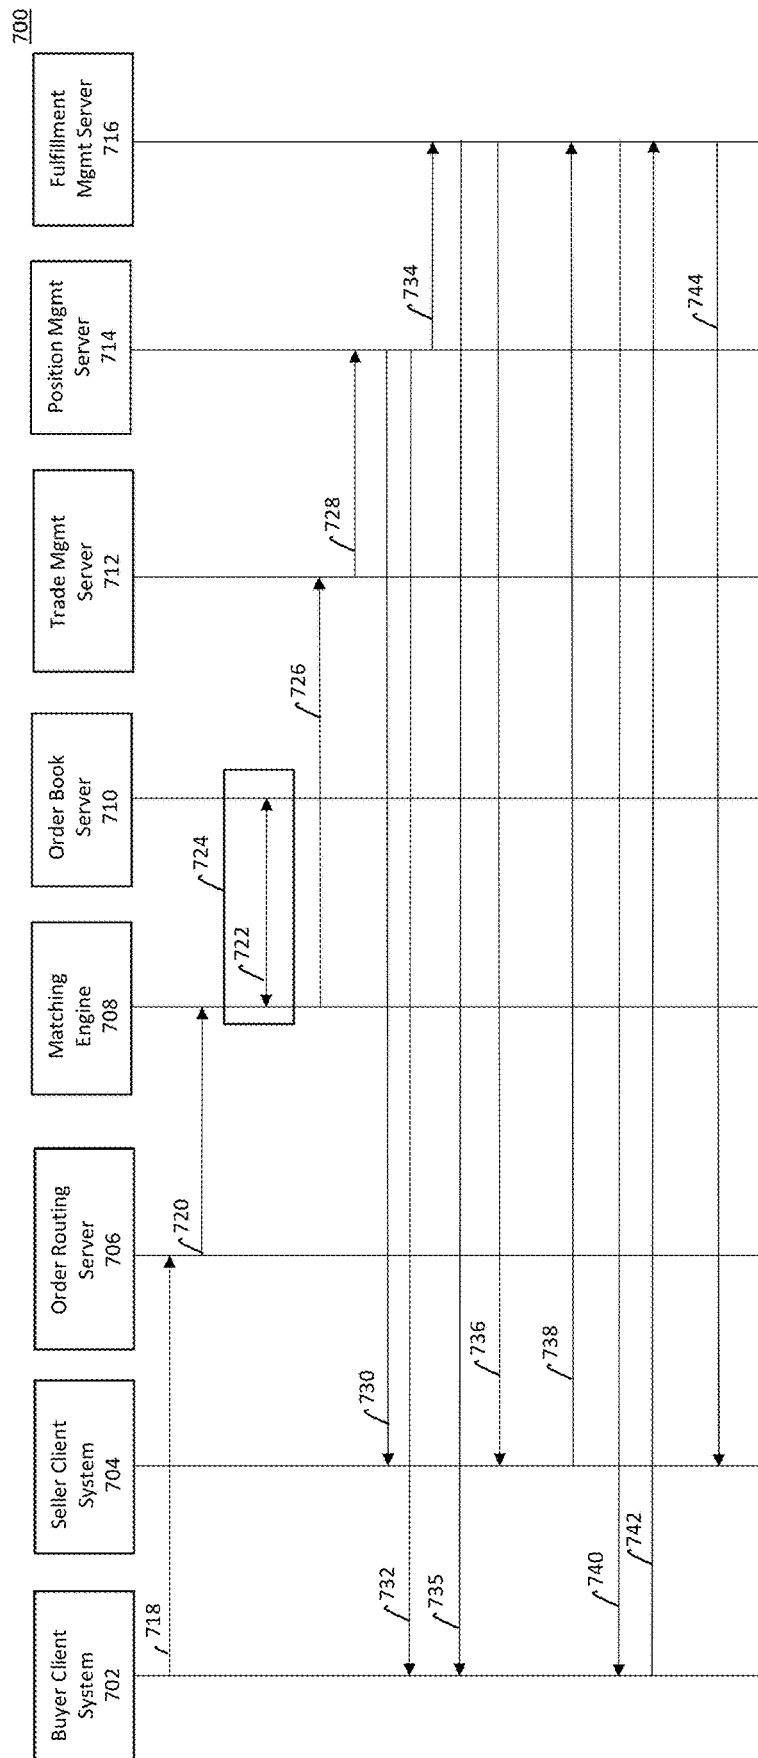 700
Buyer Client
System
702
Seller Client
System
704
Order Routing
Server
706
Matching
Engine
708
Order Book
Server
710
Trade Mgmt
Server
712
Position Mgmt
Server
714
Fulfillment
Mgmt Server
716
718
720
724
722
726
728
730
732
734
735
736
738
740
742
744